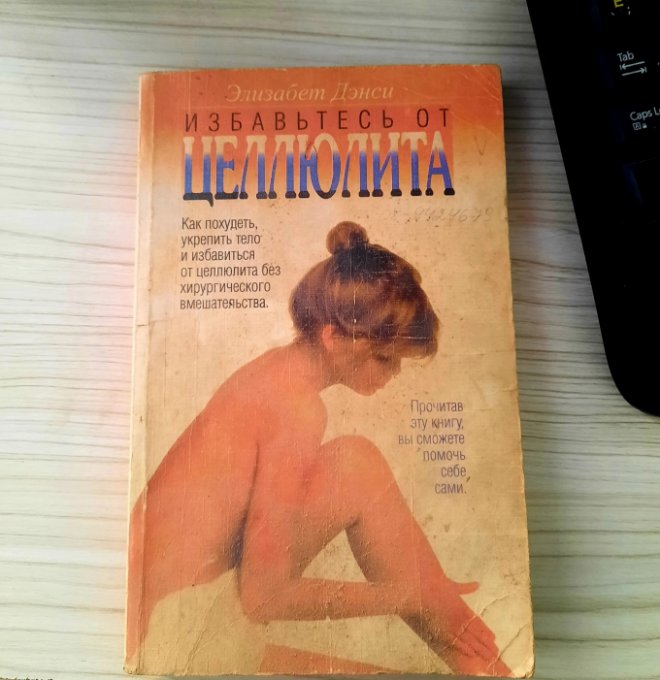 Элизабет Дэнси
ИЗБАВЬТЕСЬ ОТ
ЦЕЛЛЮЛИТА
Как похудеть,
укрепить тело
и избавиться
от целлюлита без
хирургического
вмешательства.
Прочитав
эту книгу,
вы сможете
помочь
себе
сами.
Tab
Caps L
E